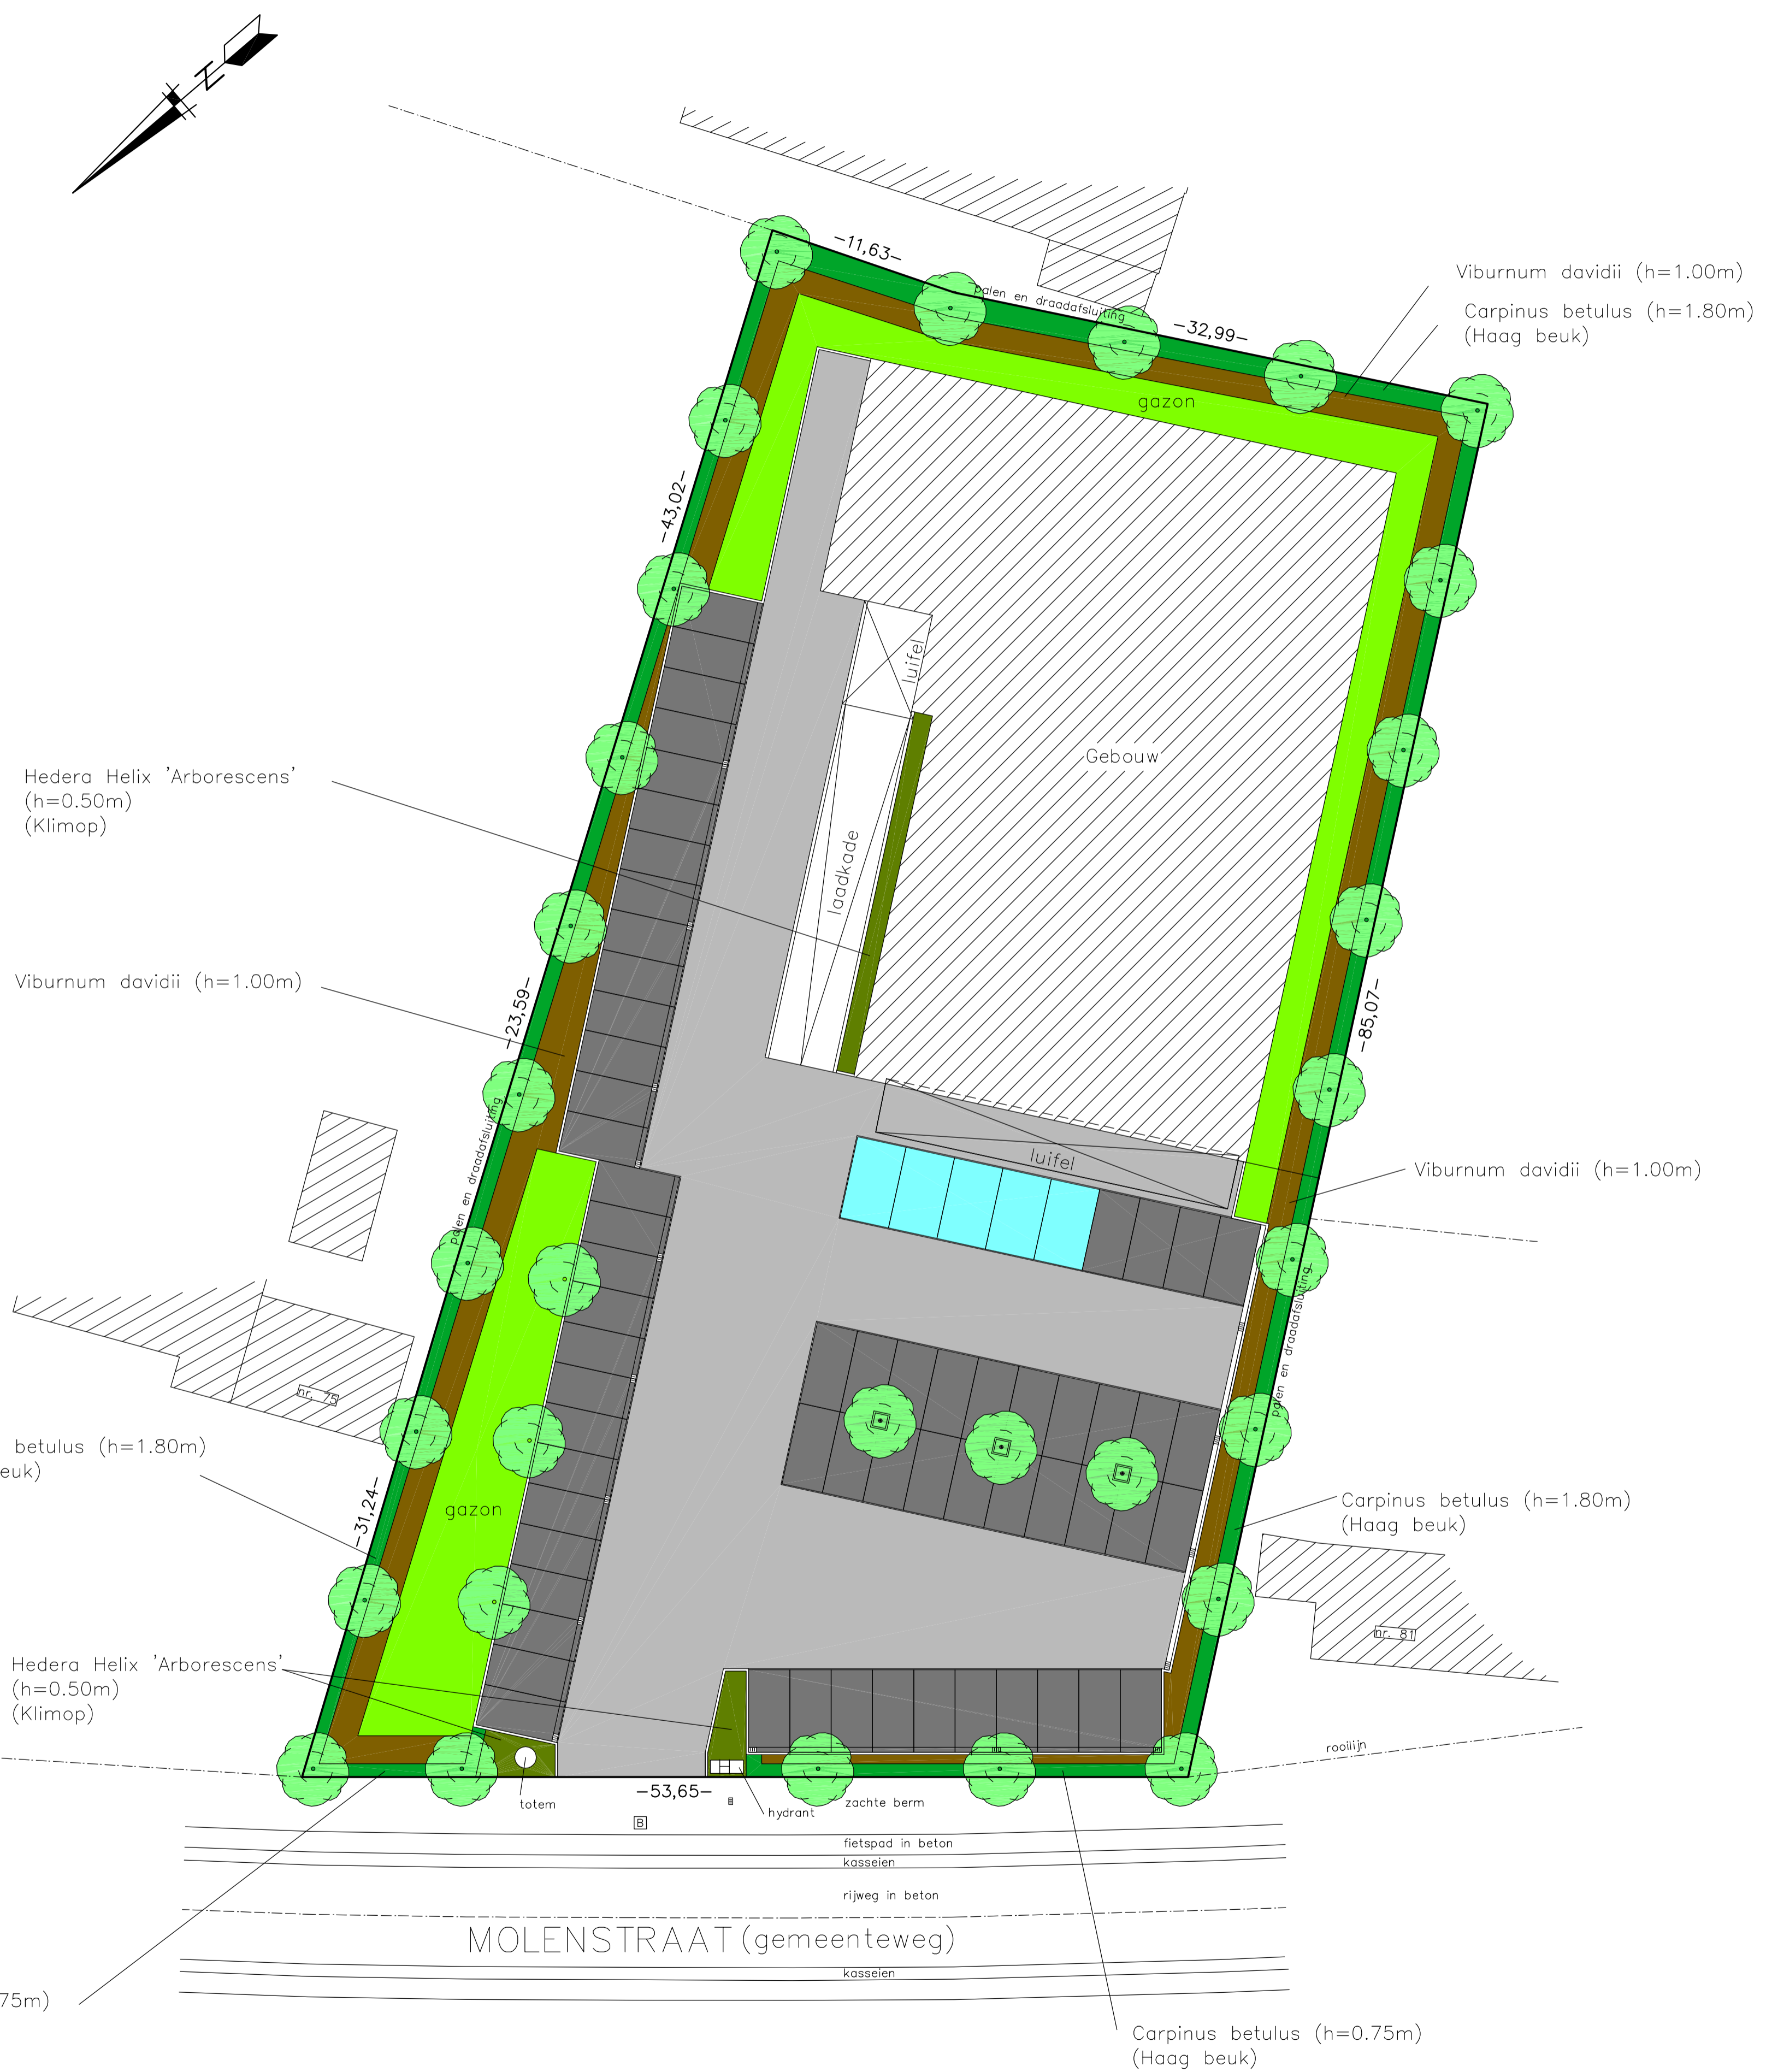 N
-11,63-
palen en draadafsluiting
-32,99-
Viburnum davidii (h=1.00m)
Carpinus betulus (h=1.80m)
(Haag beuk)
gazon
-43,02-
luifel
Gebouw
Hedera Helix 'Arborescens'
(h=0.50m)
(Klimop)
laadkade
Viburnum davidii (h=1.00m)
-23,59-
-85,07-
palen en draadafsluiting
luifel
Viburnum davidii (h=1.00m)
palen en draadafsluiting
nr. 75
betulus (h=1.80m)
euk)
-31,24-
gazon
Carpinus betulus (h=1.80m)
(Haag beuk)
nr. 81
Hedera Helix 'Arborescens'
(h=0.50m)
(Klimop)
rooilijn
totem
-53,65-
hydrant
zachte berm
B
fietspad in beton
kasseien
rijweg in beton
MOLENSTRAAT (gemeenteweg)
kasseien
75m)
Carpinus betulus (h=0.75m)
(Haag beuk)